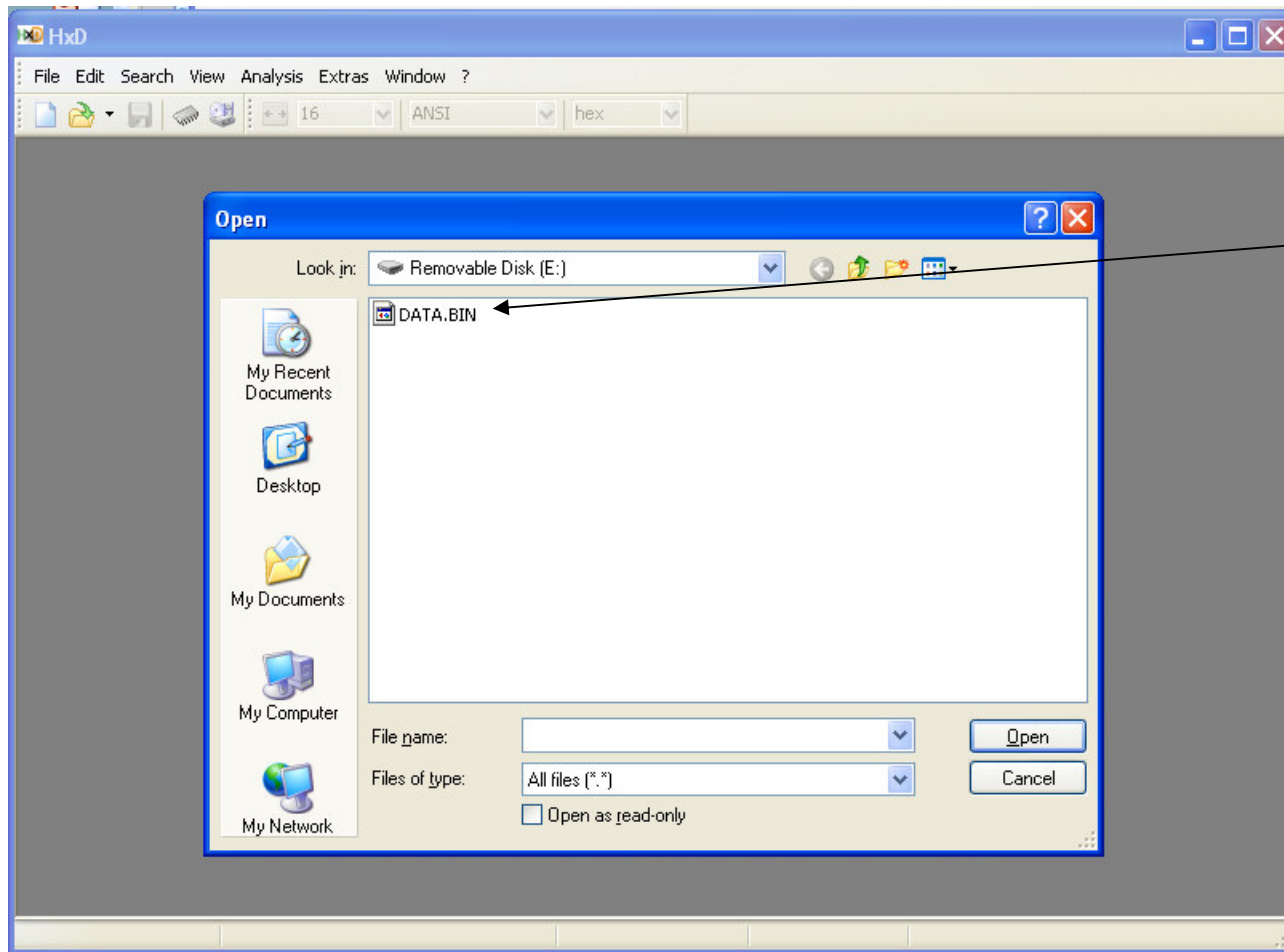 HxD
File Edit Search View Analysis Extras Window ?
16 ANSI hex
Open
Look in: Removable Disk (E:)
DATA.BIN
My Recent
Documents
Desktop
My Documents
My Computer
My Network
File name:
Open
Files of type: All files (*.*)
Cancel
Open as read-only